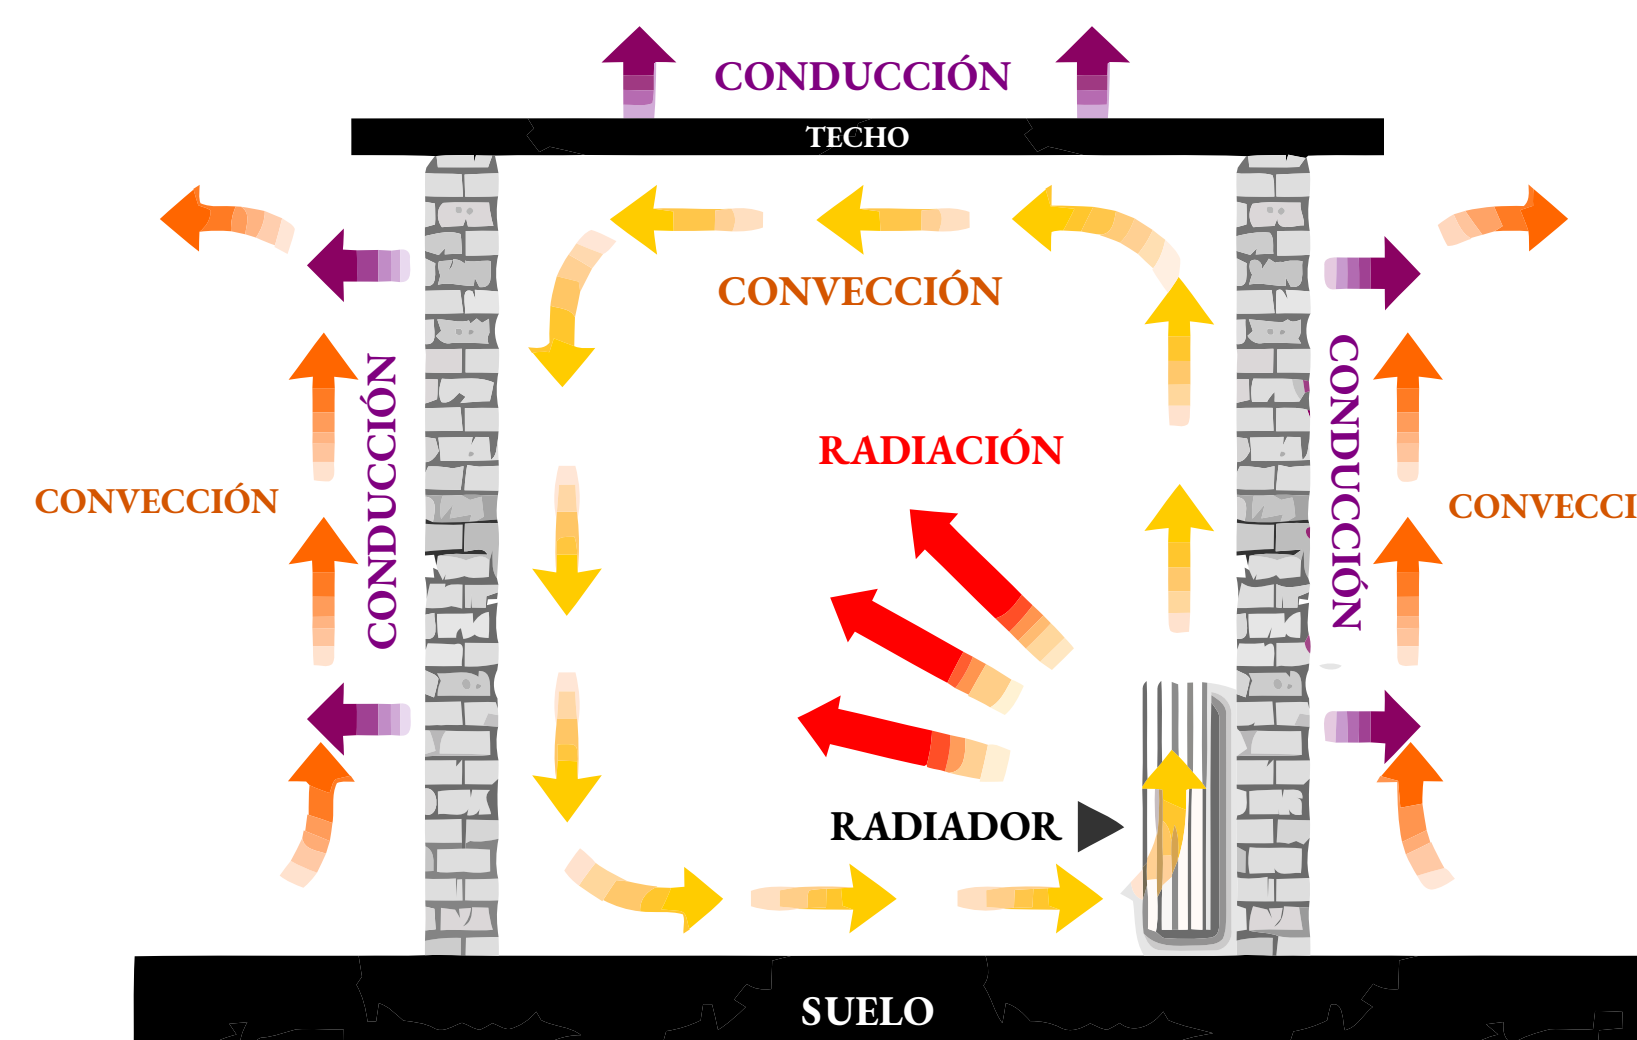 CONDUCCIÓN
TECHO
CONVECCIÓN
CONDUCCIÓN
CONDUCCIÓN
RADIACIÓN
CONVECCIÓN
CONVECCI
RADIADOR
SUELO